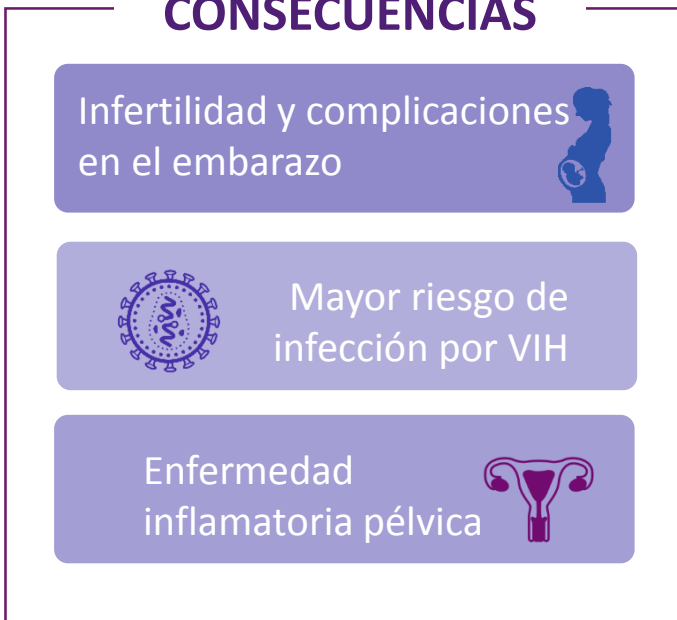 CONSECUENCIAS
Infertilidad y complicaciones
en el embarazo
Mayor riesgo de
infección por VIH
Enfermedad
inflamatoria pélvica